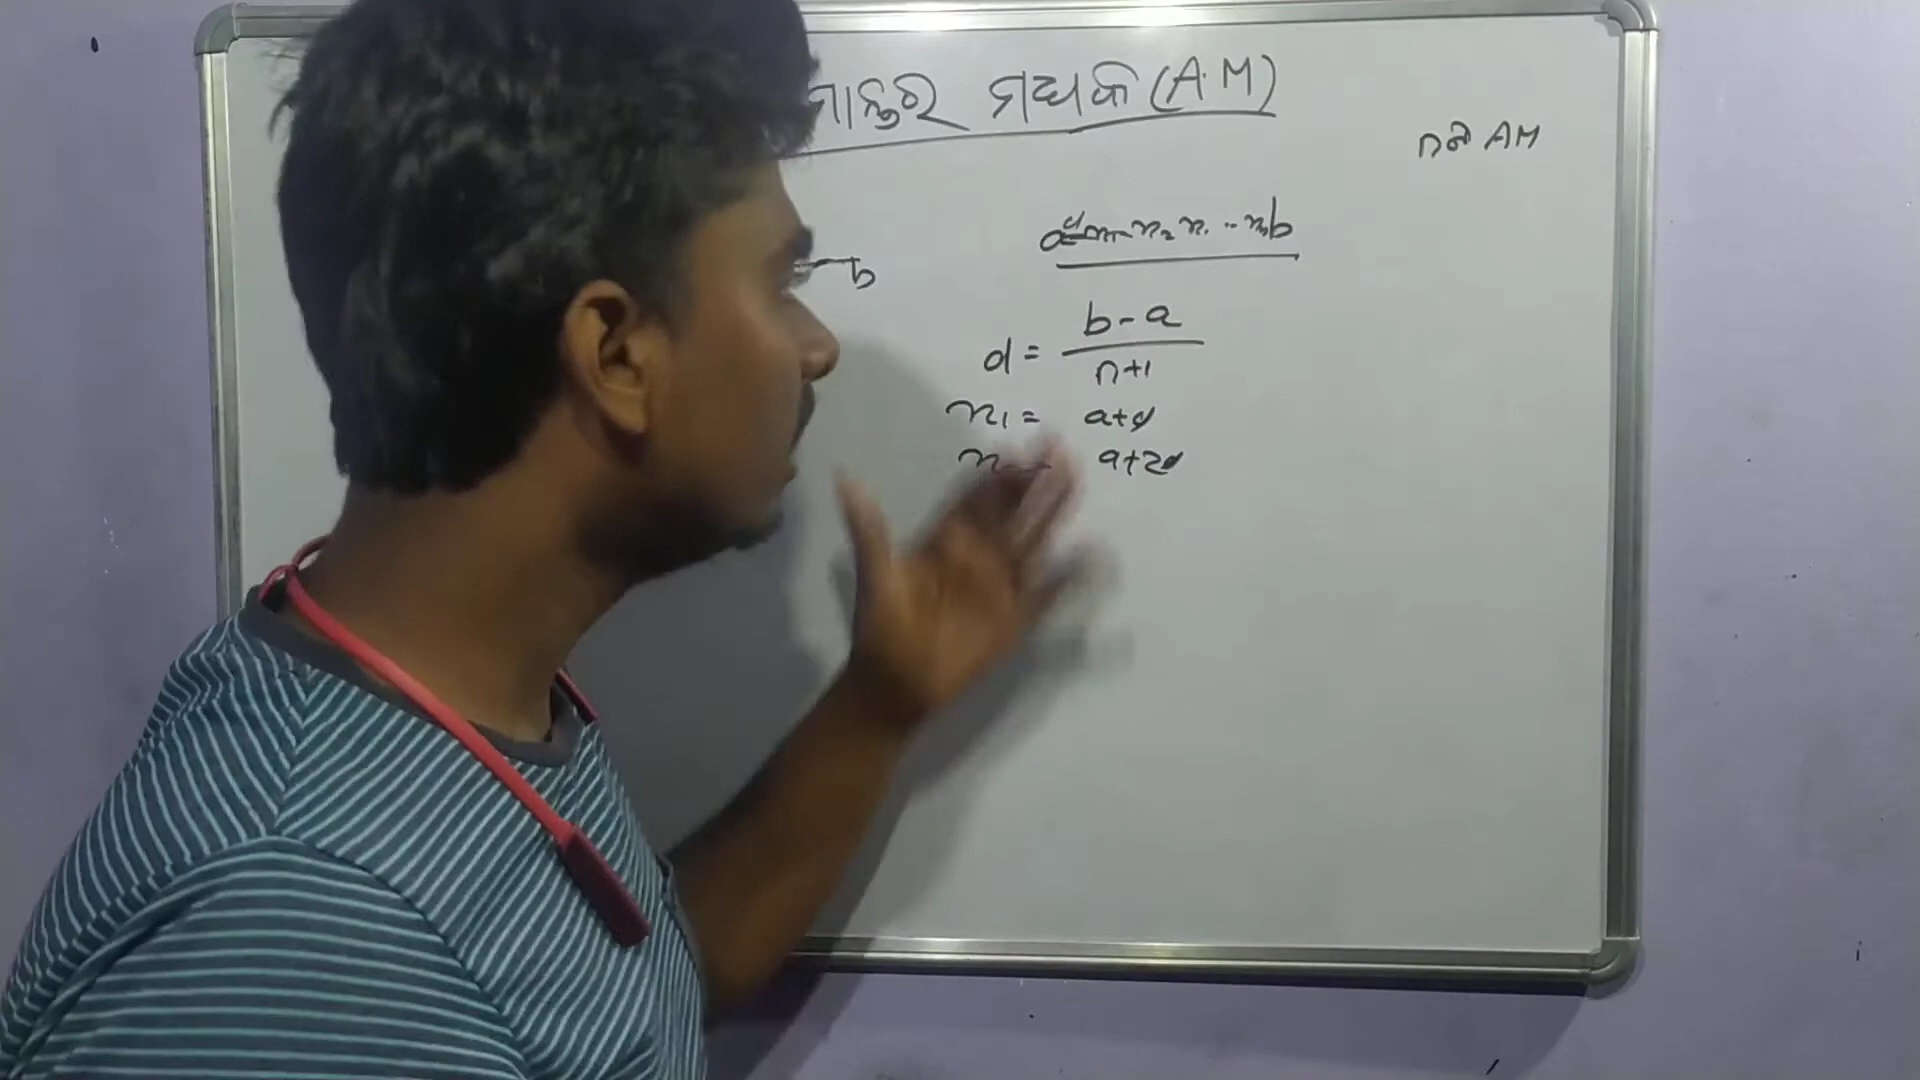 ମାନ୍ତର ମଧ୍ୟକ (A.M)
n ଟି AM
b
d = b-a / n+1
x1 = a+d
a+2d